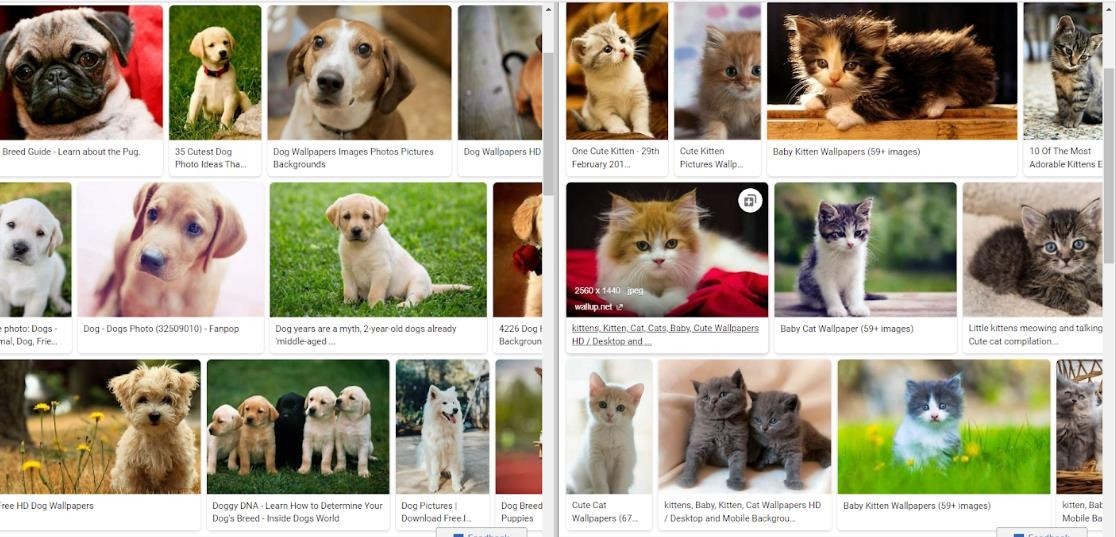 Breed Guide - Learn about the Pug.
35 Cutest Dog
Photo Ideas Tha...
Dog Wallpapers Images Photos Pictures
Backgrounds
Dog Wallpapers HD
One Cute Kitten - 29th
February 201...
Cute Kitten
Pictures Wallp...
Baby Kitten Wallpapers (59+ images)
10 Of The Most
Adorable Kittens E
2560 x 1440 jpeg
wallup.net
e photo: Dogs -
mal, Dog, Frie...
Dog - Dogs Photo (32509010) - Fanpop
Dog years are a myth, 2-year-old dogs already
'middle-aged ...
4226 Dog H
Backgroun
kittens, Kitten, Cat, Cats, Baby, Cute Wallpapers
HD / Desktop and ...
Baby Cat Wallpaper (59+ images)
Little kittens meowing and talking
Cute cat compilation...
Free HD Dog Wallpapers
Doggy DNA - Learn How to Determine Your
Dog's Breed - Inside Dogs World
Dog Pictures |
Download Free I...
Best D
Puppies
Cute Cat
Wallpapers (67...
kittens, Baby, Kitten, Cat Wallpapers HD
/ Desktop and Mobile Backgrou...
Baby Kitten Wallpapers (59+ images)
kitten, Bab
Mobile Ba
Feedback
Feedback